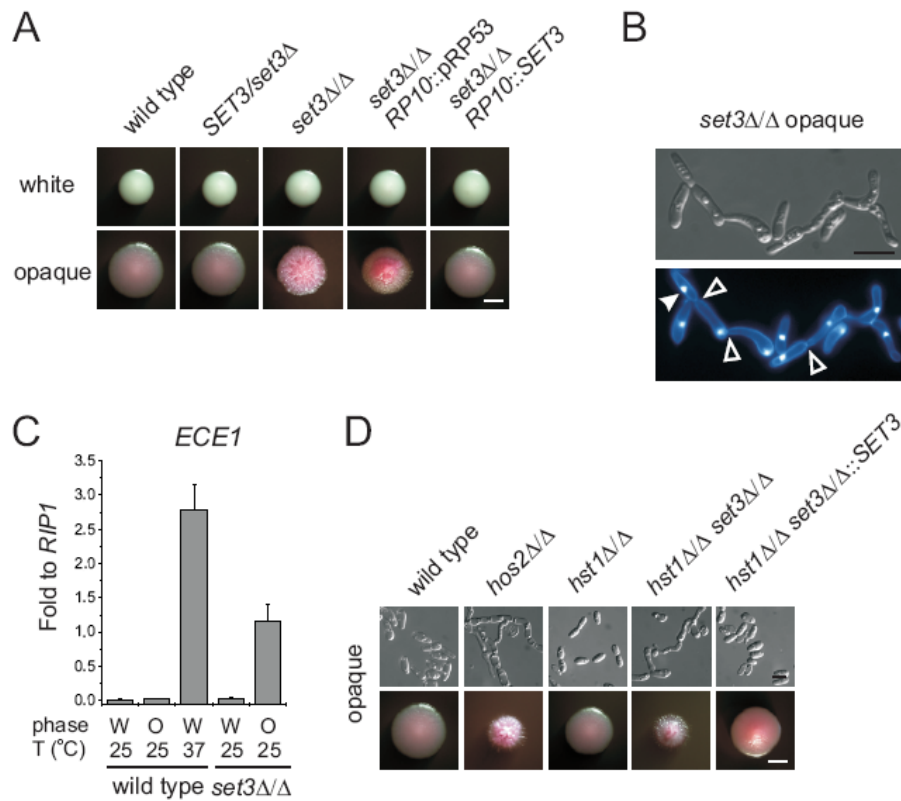 A
wild type
SET3/set3Δ
set3Δ/Δ
set3Δ/Δ
RP10::pRP53
set3Δ/Δ
RP10::SET3
white
opaque
B
set3Δ/Δ opaque
C
ECE1
Fold to RIP1
3.5
3.0
2.5
2.0
1.5
1.0
0.5
0.0
phase W O W W O
T (°C) 25 25 37 25 25
wild type set3Δ/Δ
D
wild type
hos2Δ/Δ
hst1Δ/Δ
hst1Δ/Δ set3Δ/Δ
hst1Δ/Δ set3Δ/Δ::SET3
opaque